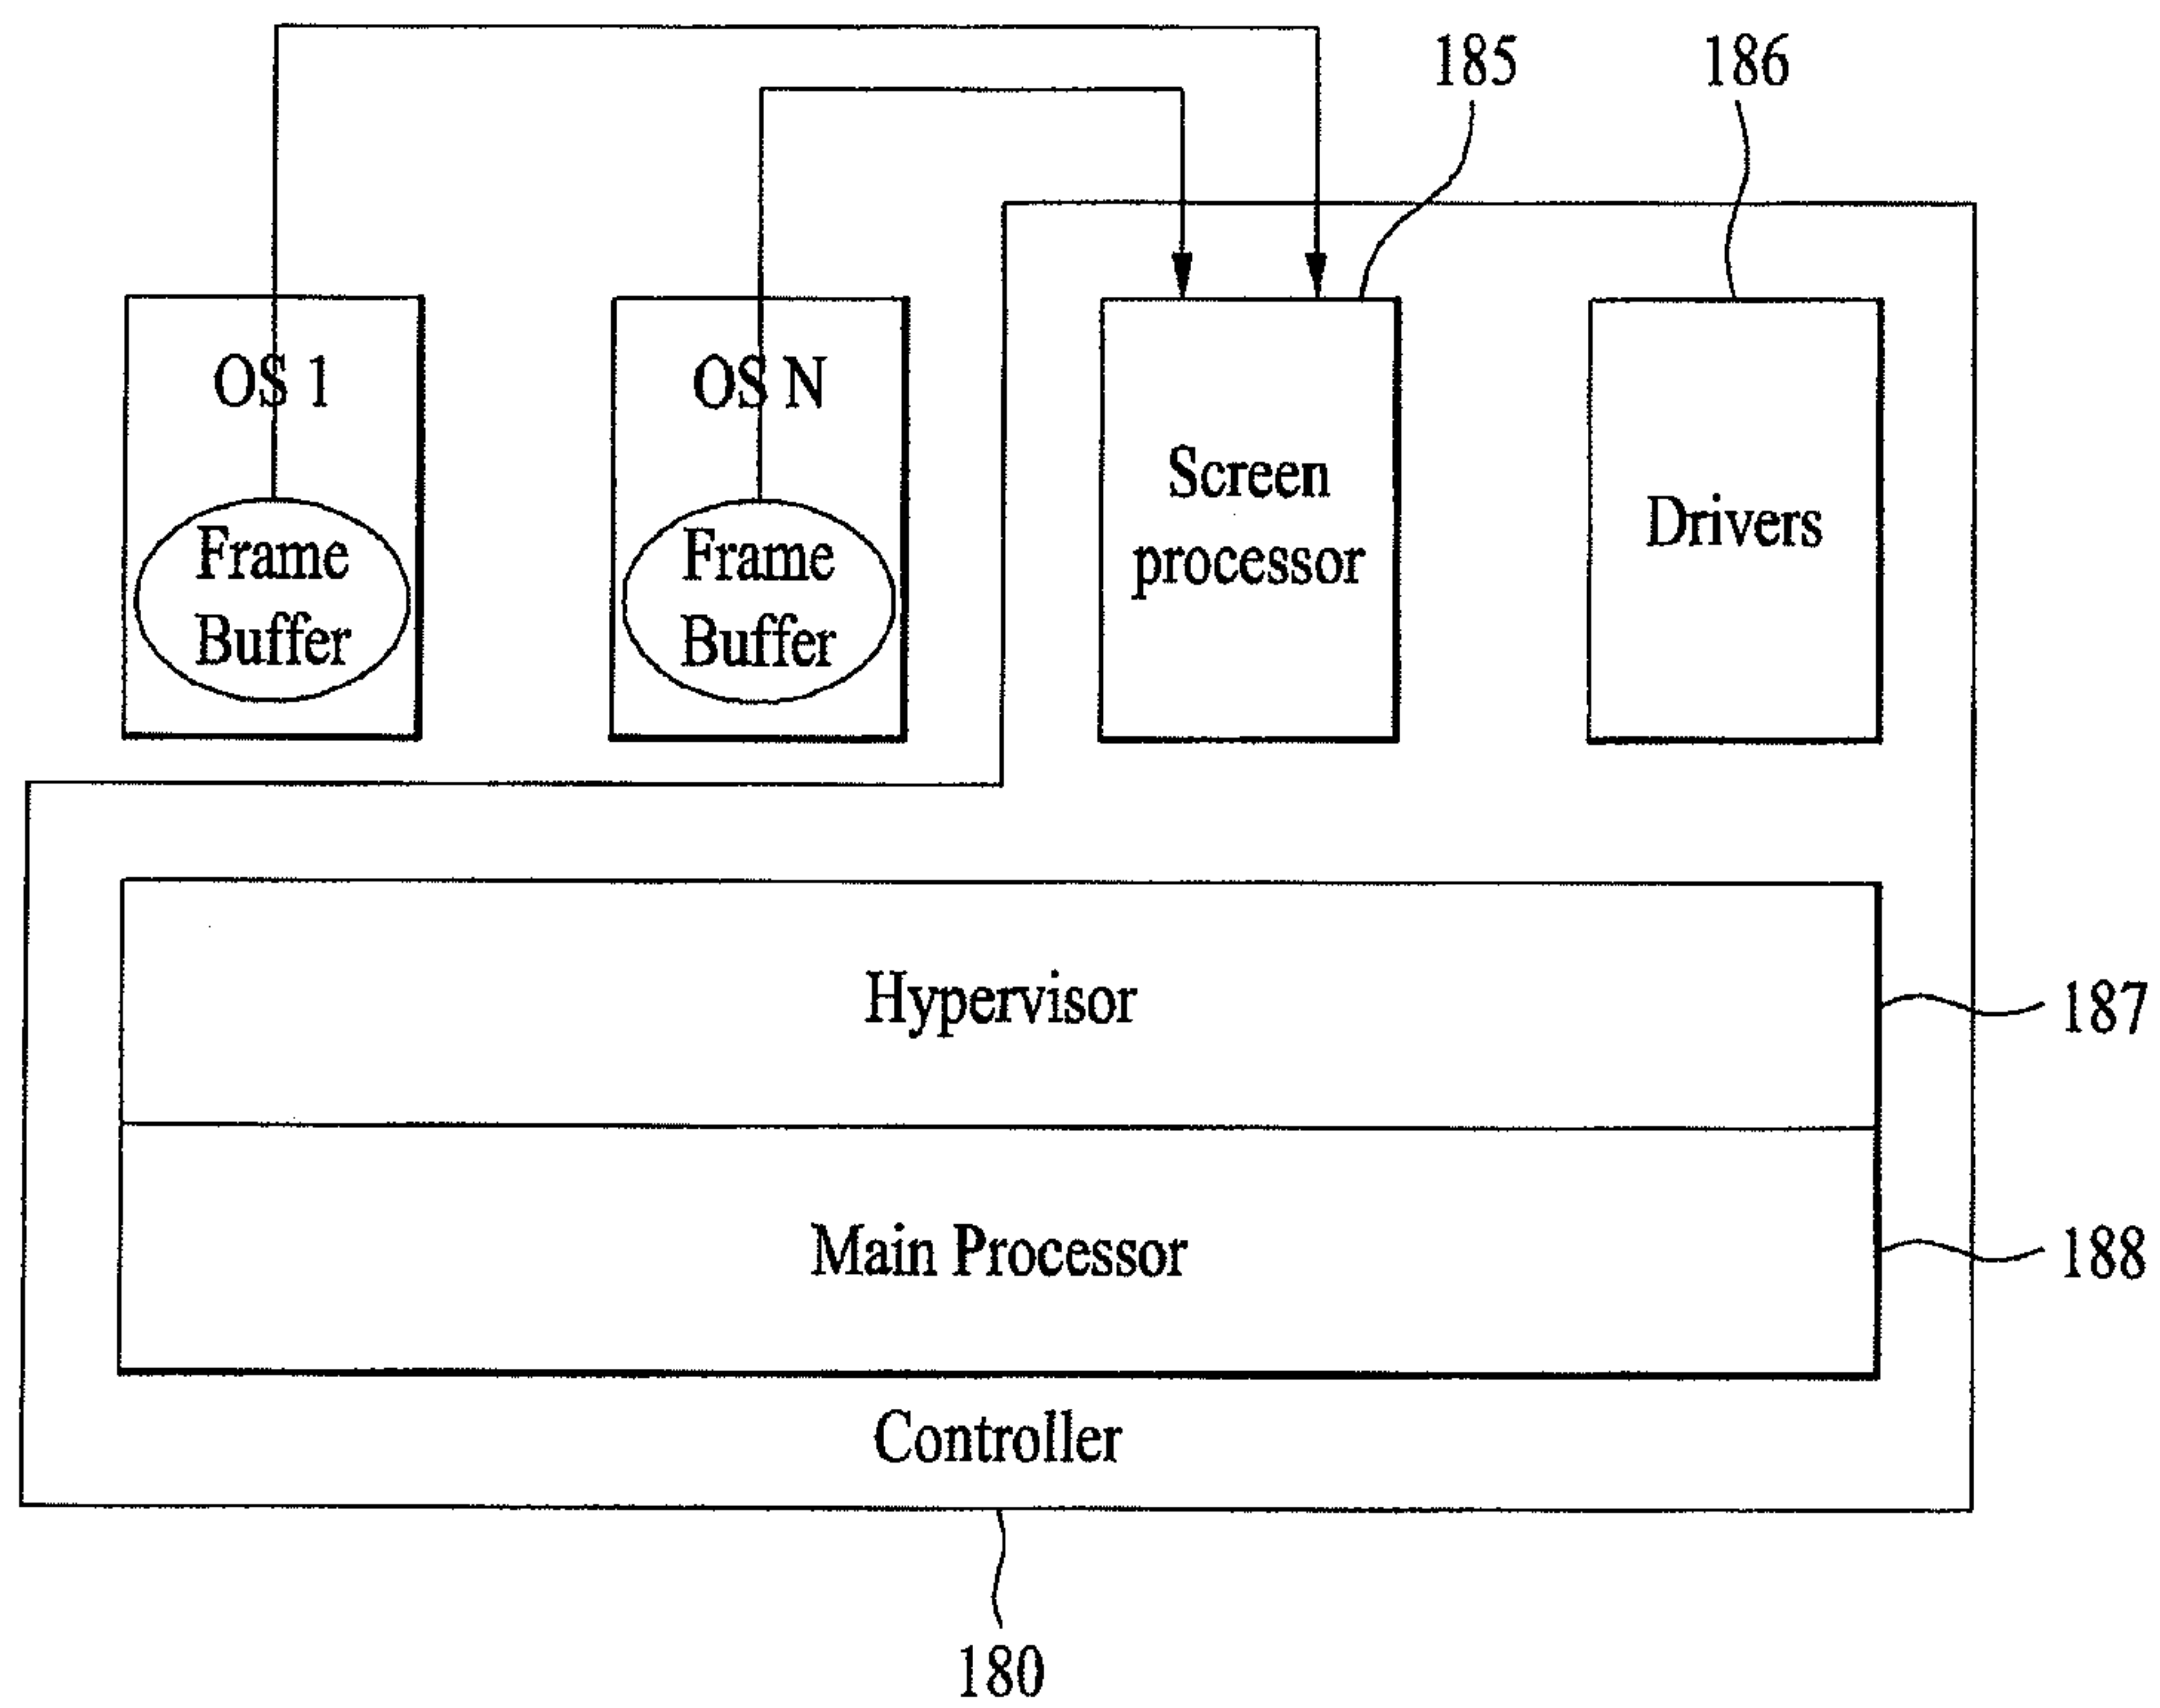 185
186
OS 1
OS N
Frame
Buffer
Frame
Buffer
Screen
processor
Drivers
Hypervisor
187
Main Processor
188
Controller
180